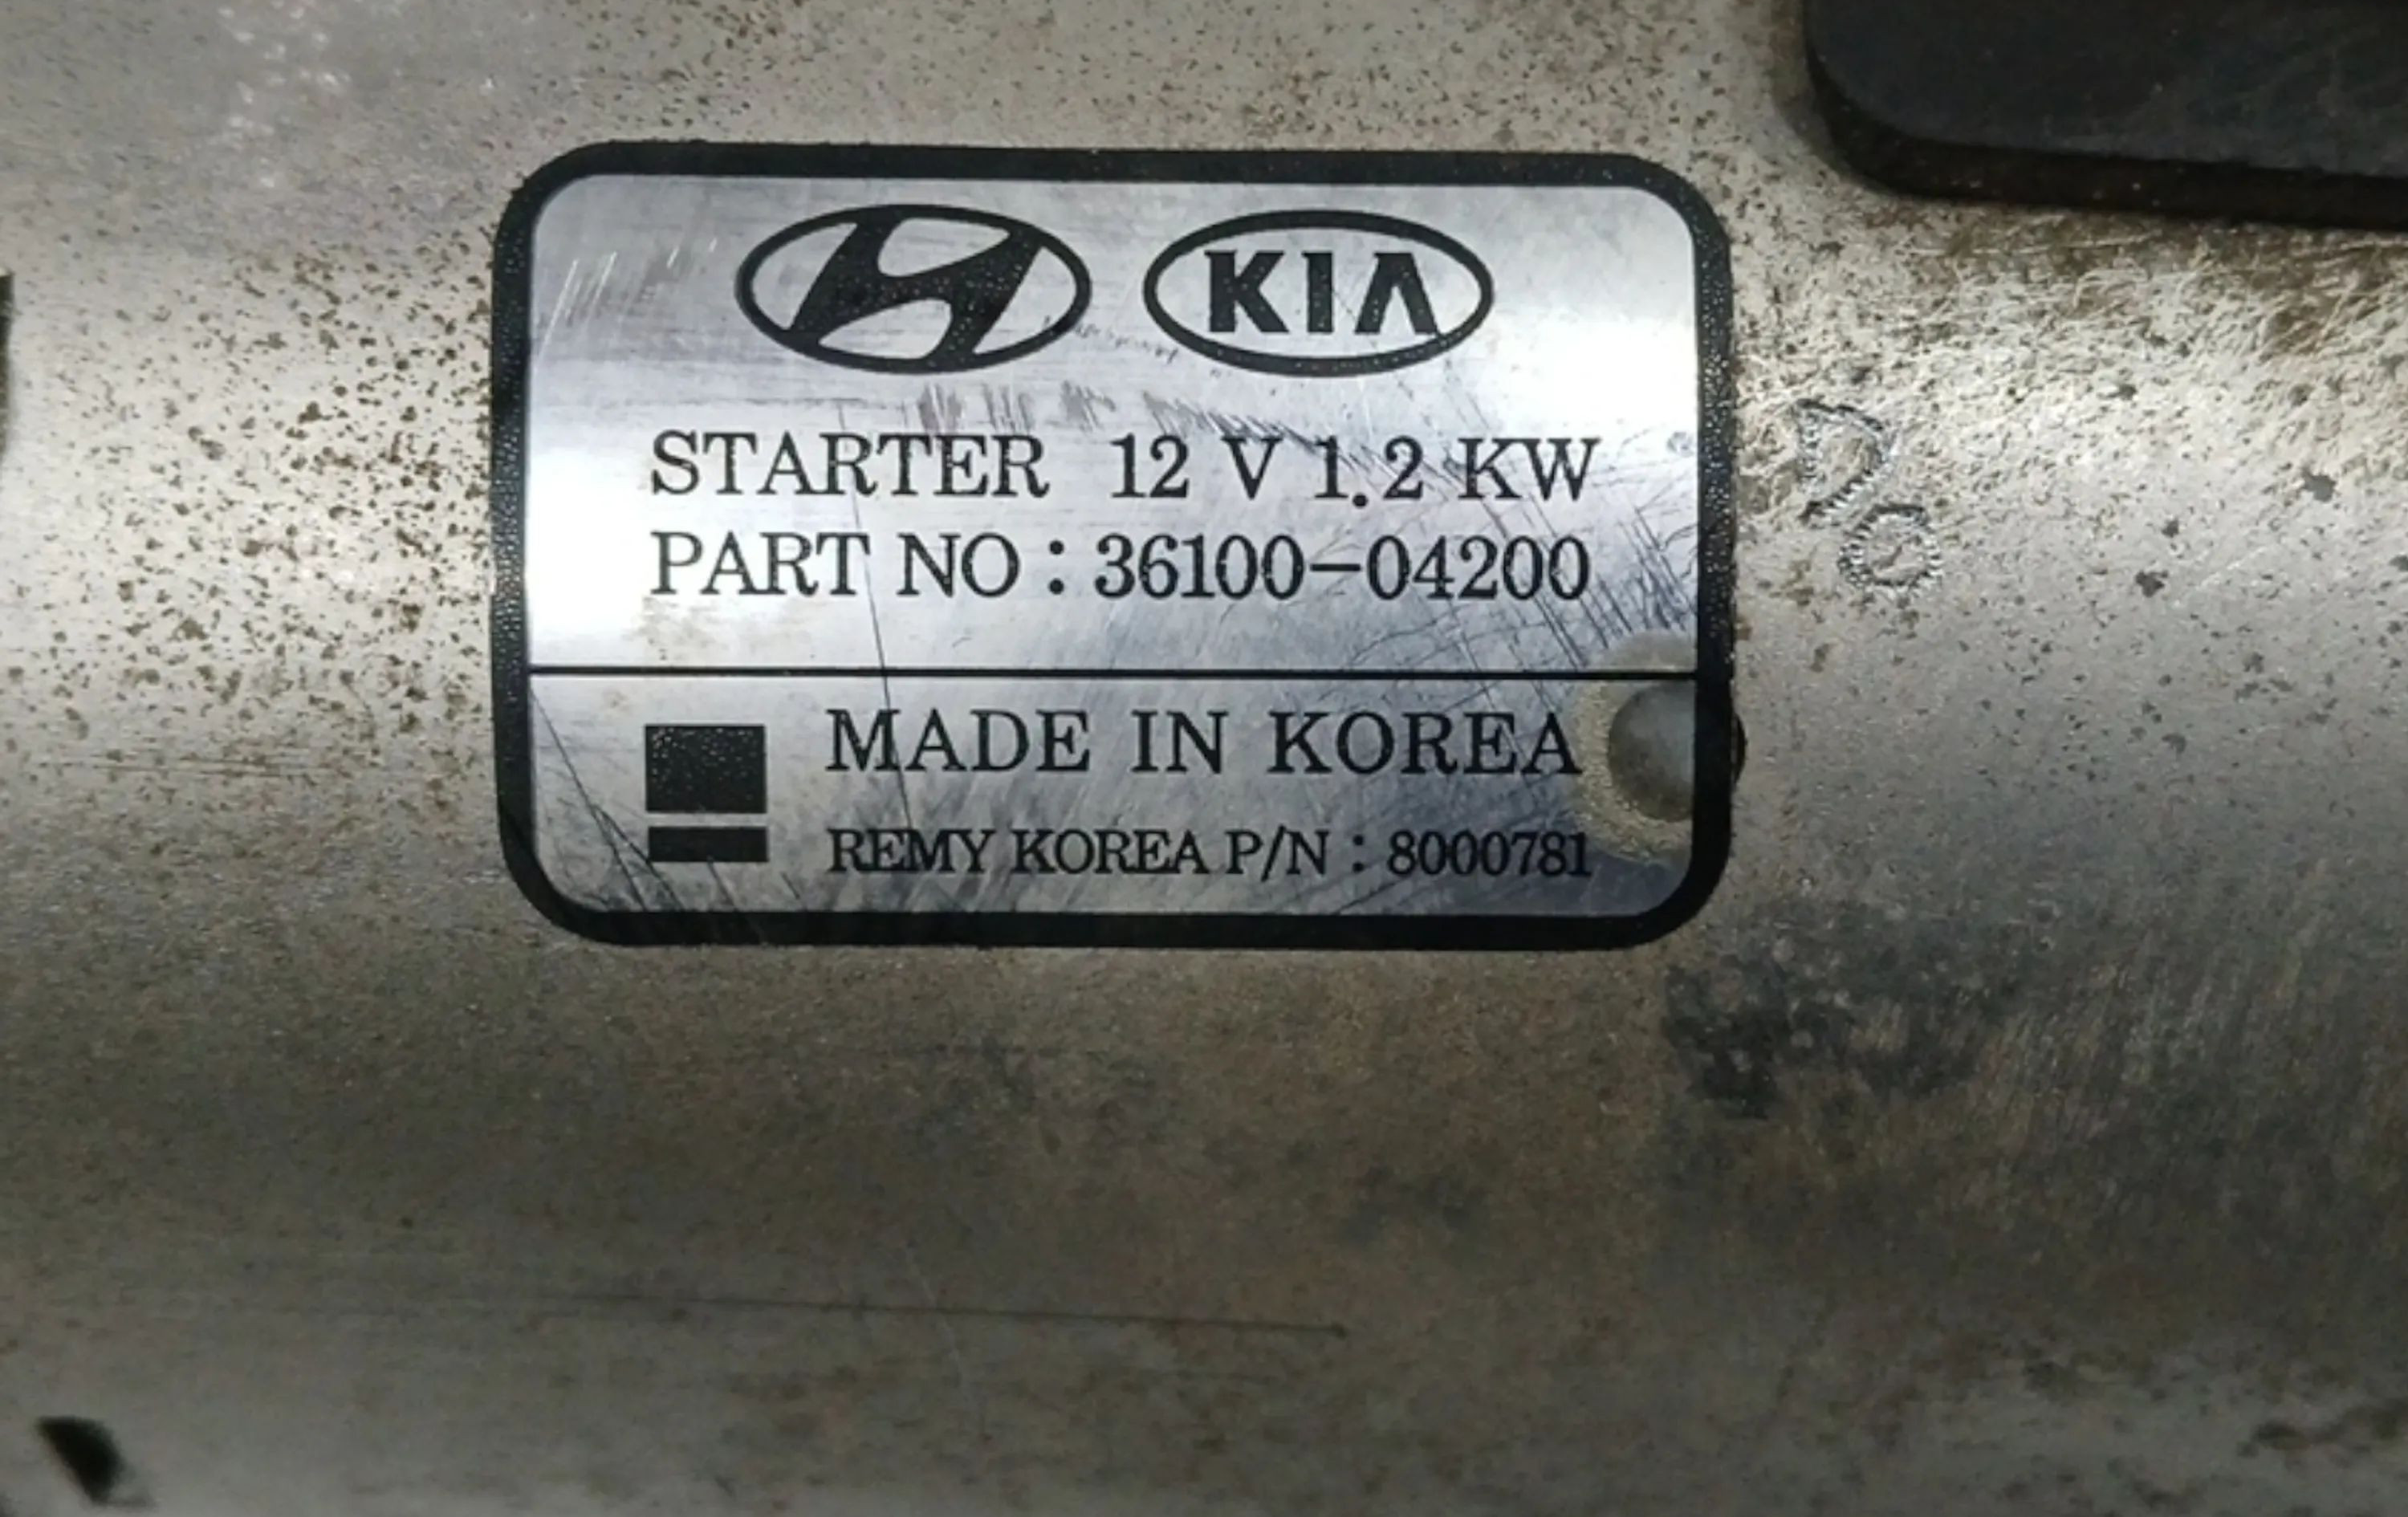 KIA
STARTER 12 V 1.2 KW
PART NO : 36100-04200
MADE IN KOREA
REMY KOREA P/N : 8000781